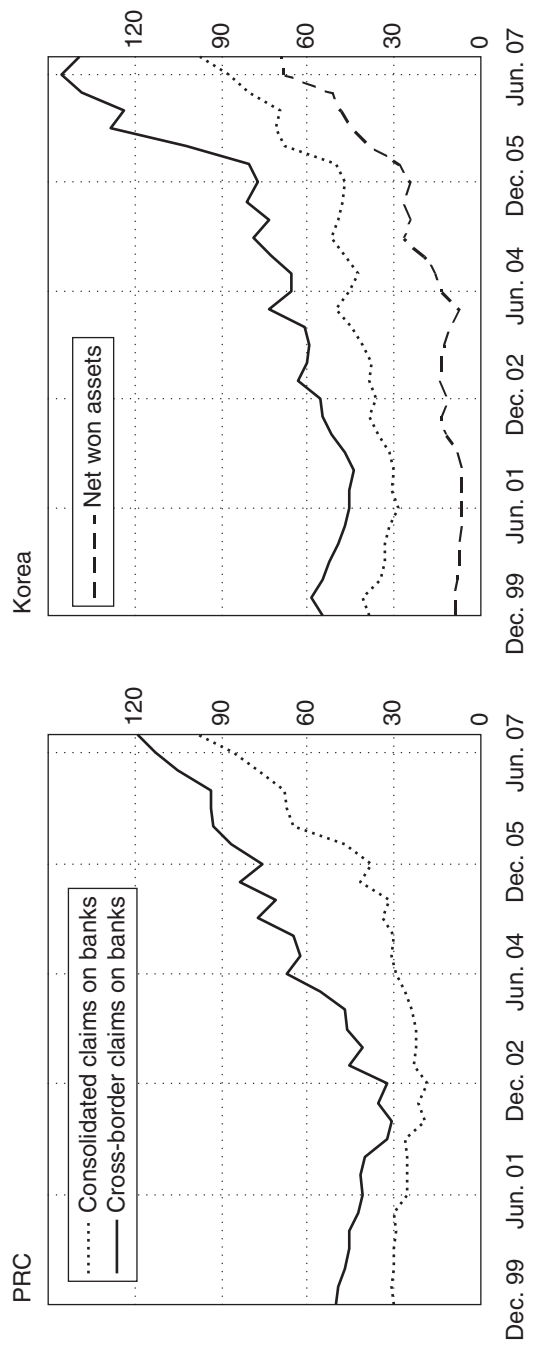 PRC
Consolidated claims on banks
Cross-border claims on banks
120
90
60
30
0
Dec. 99 Jun. 01 Dec. 02 Jun. 04 Dec. 05 Jun. 07
Korea
Net won assets
120
90
60
30
0
Dec. 99 Jun. 01 Dec. 02 Jun. 04 Dec. 05 Jun. 07